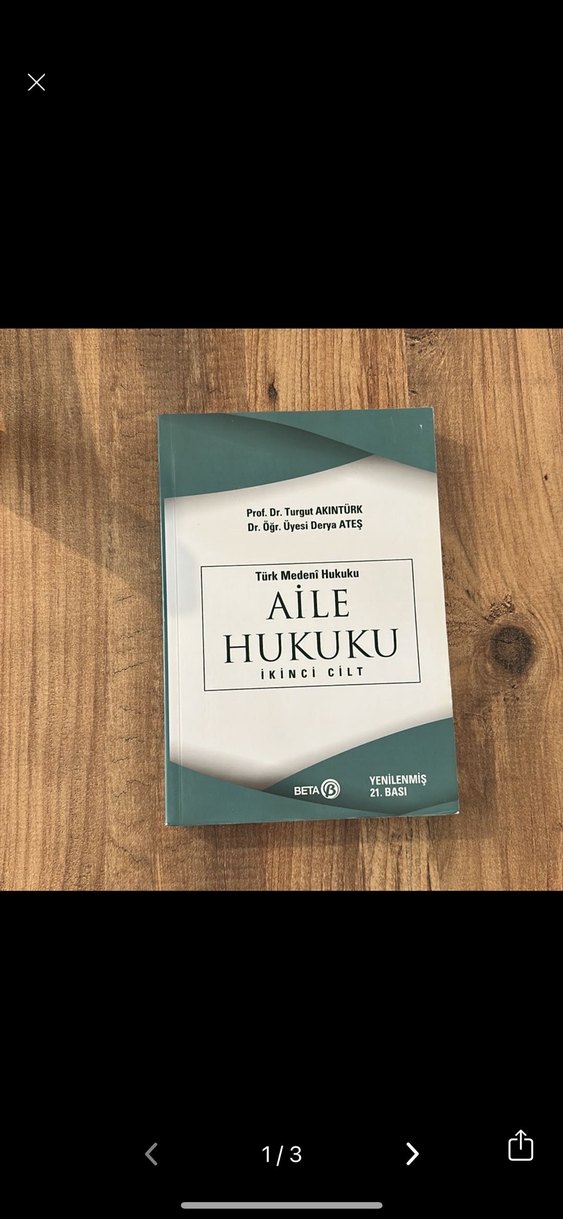 Prof. Dr. Turgut AKINTÜRK
Dr. Öğr. Üyesi Derya ATEŞ
Türk Medenî Hukuku
AİLE
HUKUKU
İKİNCİ CİLT
BETA
YENİLENMİŞ
21. BASI
1/3